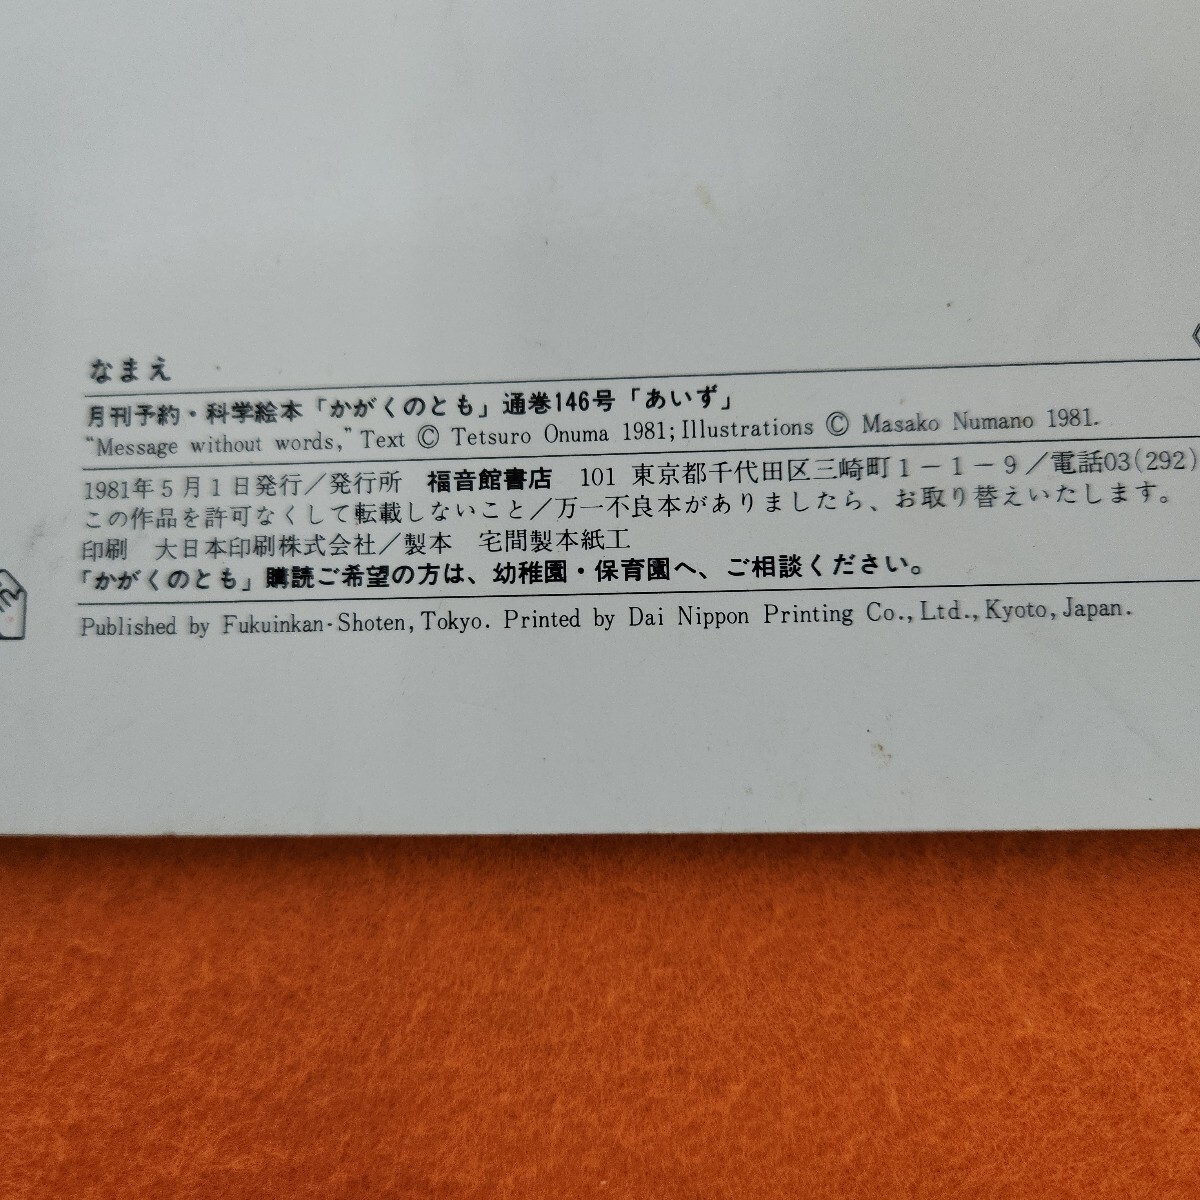 なまえ
月刊予約・科学絵本「かがくのとも」通巻146号「あいず」
“Message without words,” Text © Tetsuro Onuma 1981; Illustrations © Masako Numano 1981.
1981年5月1日発行／発行所　福音館書店　101 東京都千代田区三崎町1－1－9／電話03(292)
この作品を許可なくして転載しないこと／万一不良本がありましたら、お取り替えいたします。
印刷　大日本印刷株式会社／製本　宅間製本紙工
「かがくのとも」購読ご希望の方は、幼稚園・保育園へ、ご相談ください。
Published by Fukuinkan-Shoten, Tokyo. Printed by Dai Nippon Printing Co., Ltd., Kyoto, Japan.